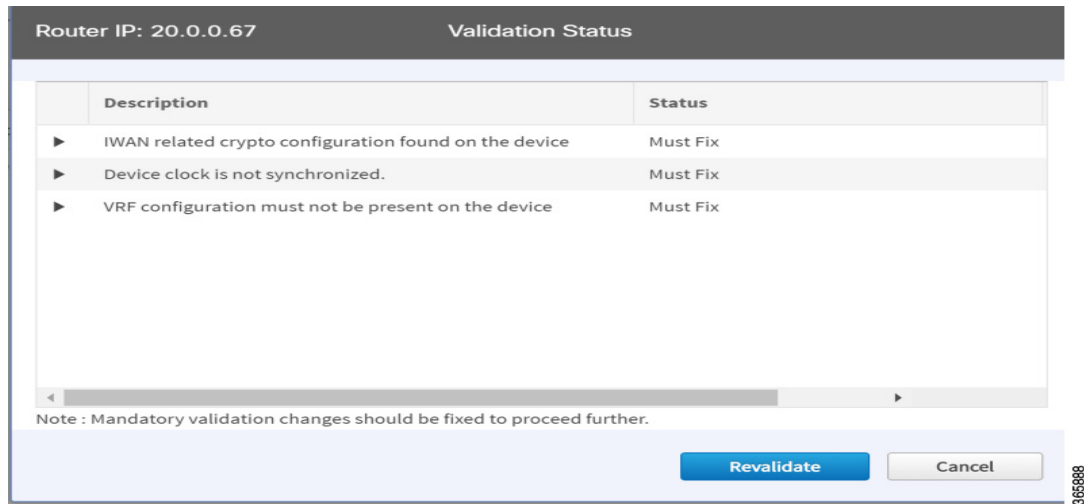 Router IP: 20.0.0.67 Validation Status
Description Status
IWAN related crypto configuration found on the device Must Fix
Device clock is not synchronized. Must Fix
VRF configuration must not be present on the device Must Fix
Note : Mandatory validation changes should be fixed to proceed further.
Revalidate Cancel
365888